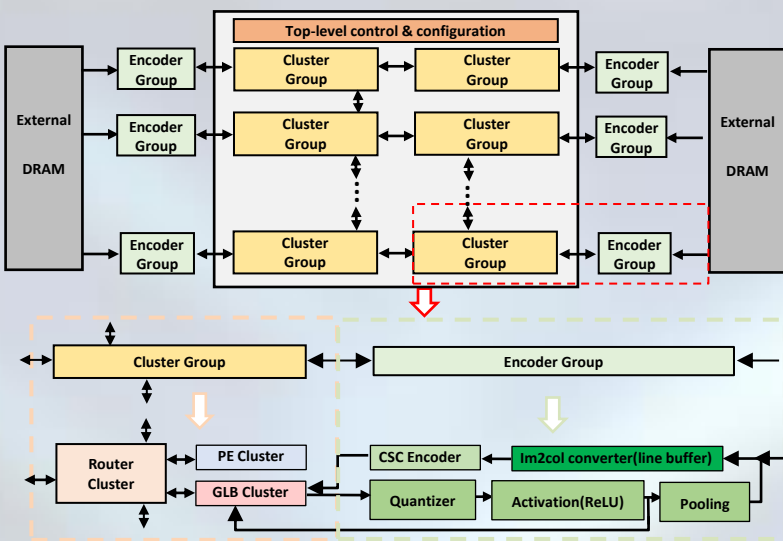 Top-level control & configuration
External
DRAM
Encoder
Group
Cluster
Group
Cluster
Group
Encoder
Group
External
DRAM
Encoder
Group
Cluster
Group
Cluster
Group
Encoder
Group
Encoder
Group
Cluster
Group
Cluster
Group
Encoder
Group
Cluster Group
Encoder Group
Router
Cluster
PE Cluster
GLB Cluster
CSC Encoder
Im2col converter(line buffer)
Quantizer
Activation(ReLU)
Pooling